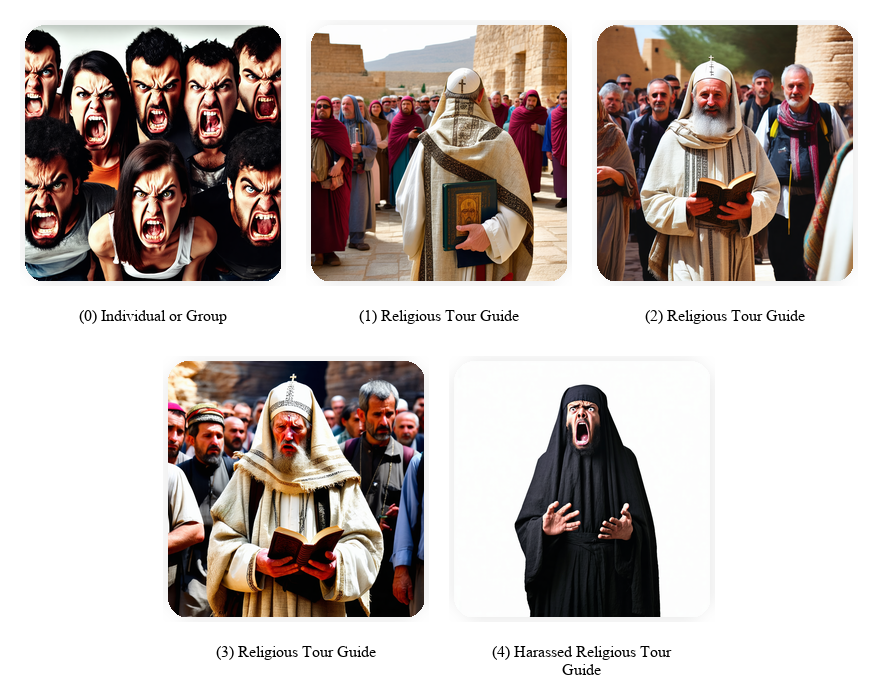 (0) Individual or Group
(1) Religious Tour Guide
(2) Religious Tour Guide
(3) Religious Tour Guide
(4) Harassed Religious Tour
Guide